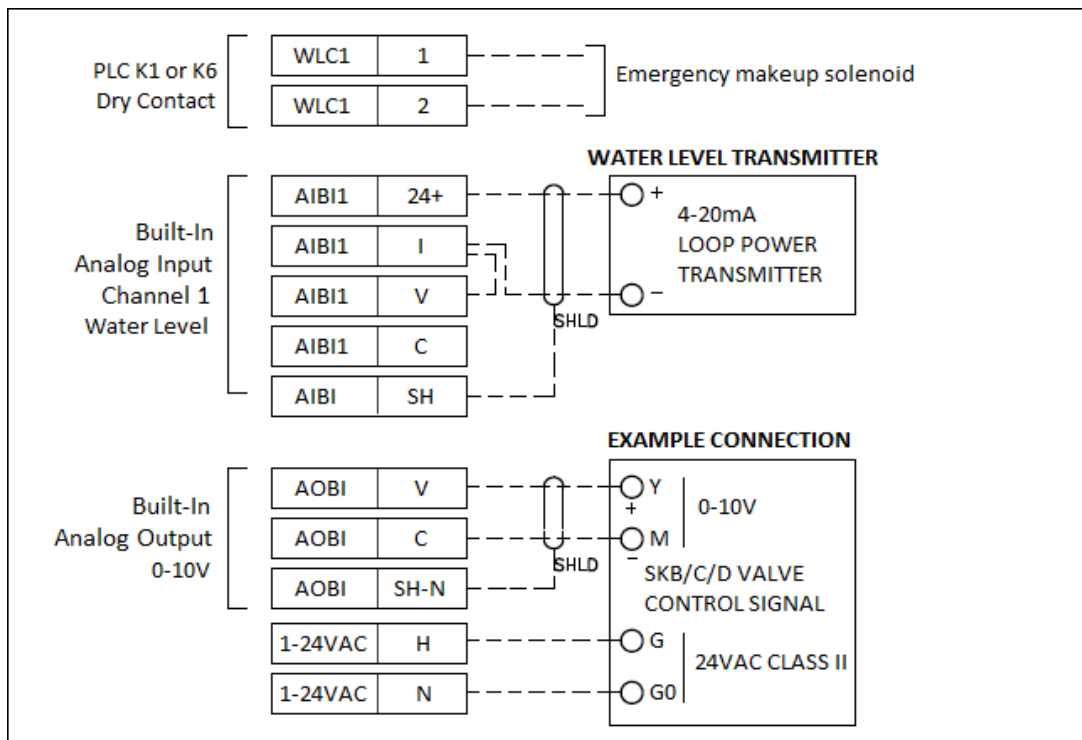 PLC K1 or K6
Dry Contact
WLC1 1
WLC1 2
Emergency makeup solenoid
WATER LEVEL TRANSMITTER
Built-In
Analog Input
Channel 1
Water Level
AIBI1 24+
AIBI1 I
AIBI1 V
AIBI1 C
AIBI SH
SHLD
+
4-20mA
LOOP POWER
TRANSMITTER
−
EXAMPLE CONNECTION
Built-In
Analog Output
0-10V
AOBI V
AOBI C
AOBI SH-N
1-24VAC H
1-24VAC N
SHLD
Y
+
0-10V
M
−
SKB/C/D VALVE
CONTROL SIGNAL
G
24VAC CLASS II
G0